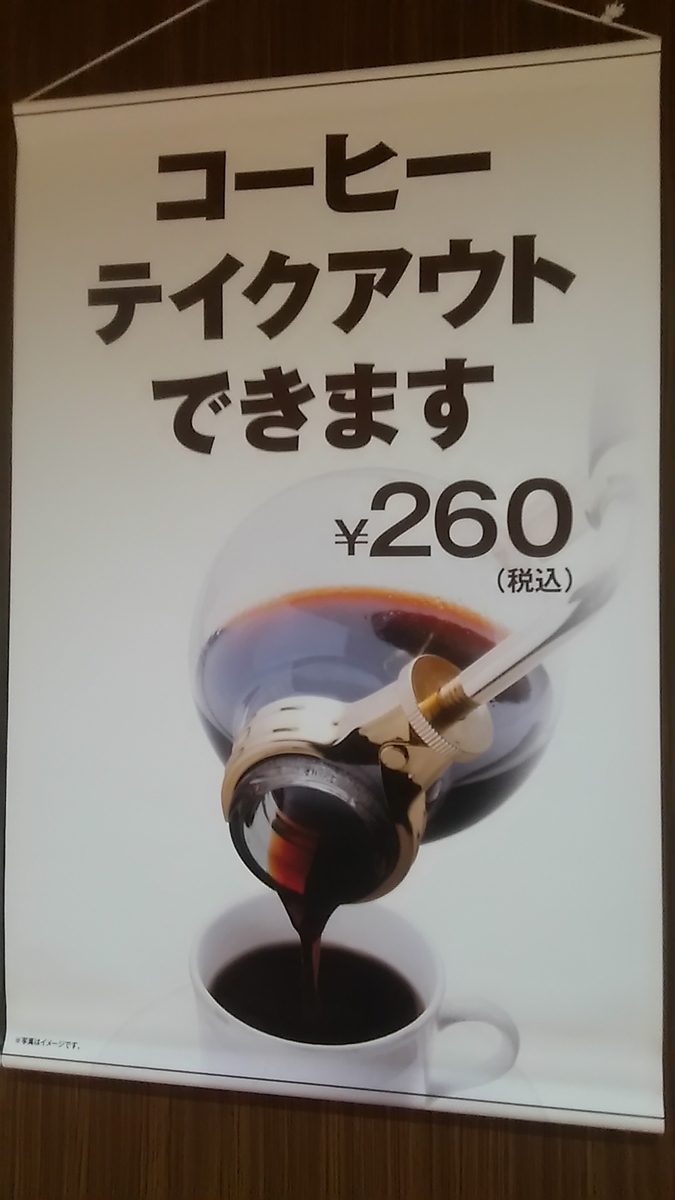 コーヒー
テイクアウト
できます
¥260
(税込)
※写真はイメージです。